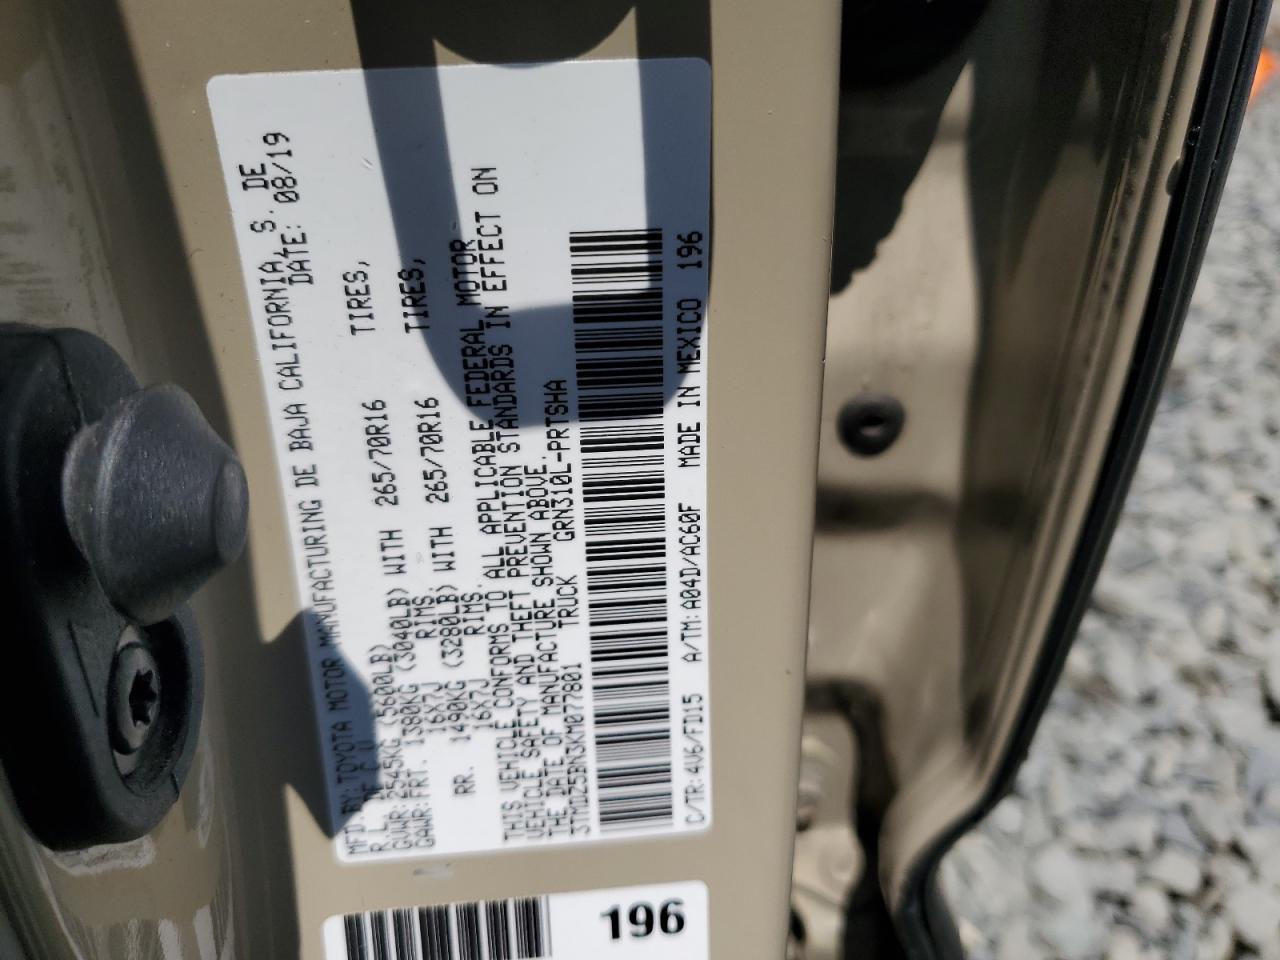 MFD. BY: TOYOTA MOTOR MANUFACTURING DE BAJA CALIFORNIA, S. DE
R.L. DE C.V. DATE: 08/19
GVWR: 2545KG (5600LB)
GAWR: FRT. 1380KG (3040LB) WITH 265/70R16 TIRES,
16X7J RIMS,
RR. 1490KG (3280LB) WITH 265/70R16 TIRES,
16X7J RIMS.
THIS VEHICLE CONFORMS TO ALL APPLICABLE FEDERAL MOTOR
VEHICLE SAFETY AND THEFT PREVENTION STANDARDS IN EFFECT ON
THE DATE OF MANUFACTURE SHOWN ABOVE.
3TMDZ5BN3KM077801 TRUCK GRN310L-PRTSHA
C/TR: 4V6/FD15 A/TM: A04D/AC60F MADE IN MEXICO 196
196